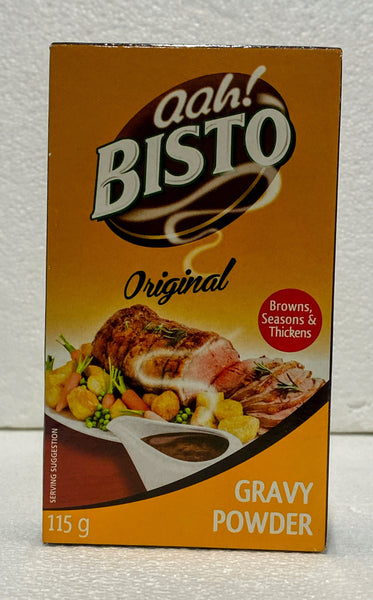 aah!
BISTO
Original
Browns,
Seasons &
Thickens
SERVING SUGGESTION
115 g
GRAVY
POWDER